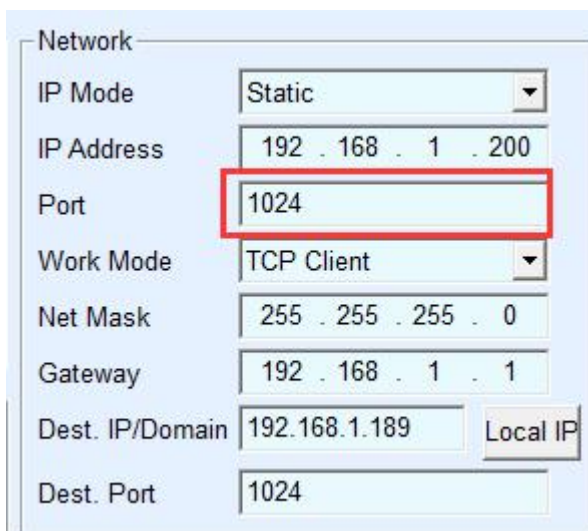 Network
IP Mode Static
IP Address 192 . 168 . 1 . 200
Port 1024
Work Mode TCP Client
Net Mask 255 . 255 . 255 . 0
Gateway 192 . 168 . 1 . 1
Dest. IP/Domain 192.168.1.189 Local IP
Dest. Port 1024